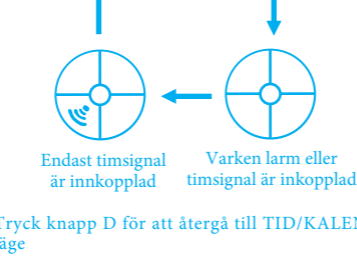 Endast timsignal
är innkopplad
Varken larm eller
timsignal är inkopplad
Tryck knapp D för att återgå till TID/KALEN
äge